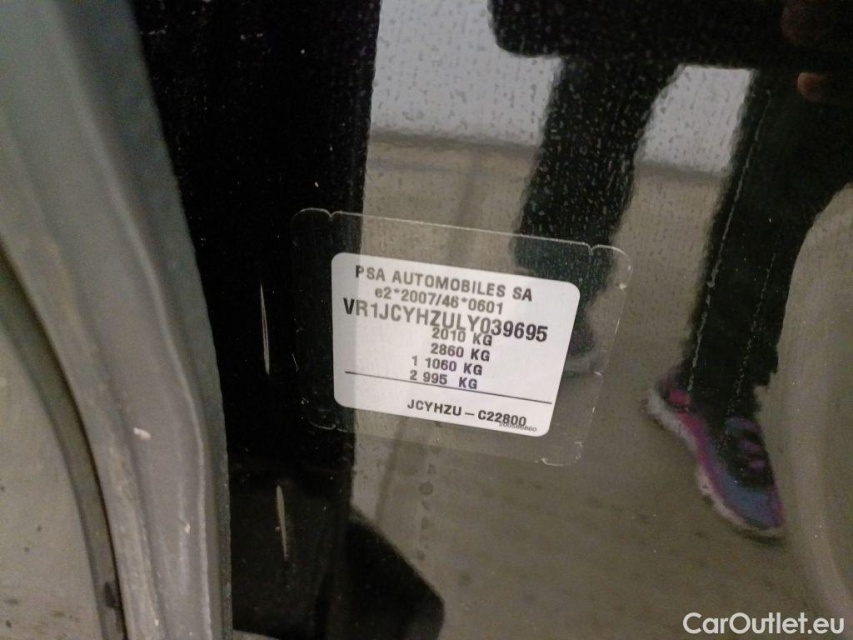 PSA AUTOMOBILES SA
e2*2007/46*0601
VR1JCYHZULY039695
2010 KG
2860 KG
1 1060 KG
2 995 KG
JCYHZU-C22800
CarOutlet.eu